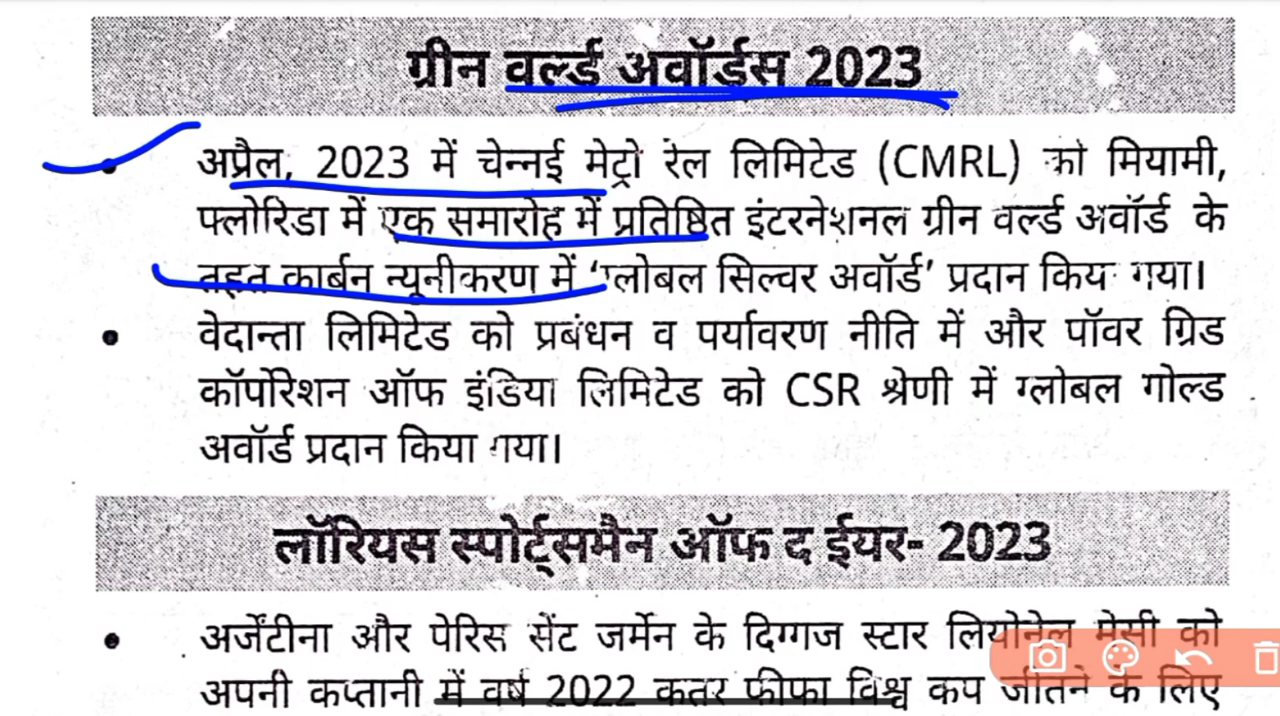 ग्रीन वर्ल्ड अवॉर्डस 2023
अप्रैल, 2023 में चेन्नई मेट्रो रेल लिमिटेड (CMRL) को मियामी,
फ्लोरिडा में एक समारोह में प्रतिष्ठित इंटरनेशनल ग्रीन वर्ल्ड अवॉर्ड के
तहत कार्बन न्यूनीकरण में ‘ग्लोबल सिल्वर अवॉर्ड’ प्रदान किया गया।
वेदान्ता लिमिटेड को प्रबंधन व पर्यावरण नीति में और पॉवर ग्रिड
कॉर्पोरेशन ऑफ इंडिया लिमिटेड को CSR श्रेणी में ग्लोबल गोल्ड
अवॉर्ड प्रदान किया गया।
लॉरियस स्पोर्ट्समैन ऑफ द ईयर- 2023
अर्जेंटीना और पेरिस सेंट जर्मेन के दिग्गज स्टार लियोनेल मेसी को
अपनी कप्तानी में वर्ष 2022 कतर फीफा विश्व कप जीतने के लिए